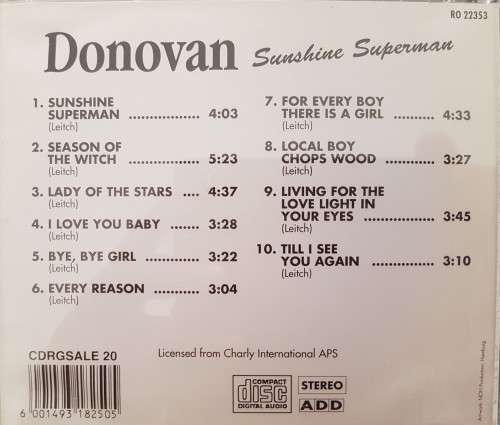 RO 22353
Donovan Sunshine Superman
1. SUNSHINE
SUPERMAN ................ 4:03
(Leitch)
2. SEASON OF
THE WITCH ............... 5:23
(Leitch)
3. LADY OF THE STARS .... 4:37
(Leitch)
4. I LOVE YOU BABY ......... 3:28
(Leitch)
5. BYE, BYE GIRL ............ 3:22
(Leitch)
6. EVERY REASON ........... 3:04
(Leitch)
7. FOR EVERY BOY
THERE IS A GIRL ......... 4:33
(Leitch)
8. LOCAL BOY
CHOPS WOOD ............ 3:27
(Leitch)
9. LIVING FOR THE
LOVE LIGHT IN
YOUR EYES ............... 3:45
(Leitch)
10. TILL I SEE
YOU AGAIN .............. 3:10
(Leitch)
CDRGSALE 20
6 001493 182505
Licensed from Charly International APS
COMPACT
disc
DIGITAL AUDIO
STEREO
ADD
Artwork: NCH Production, Hamburg